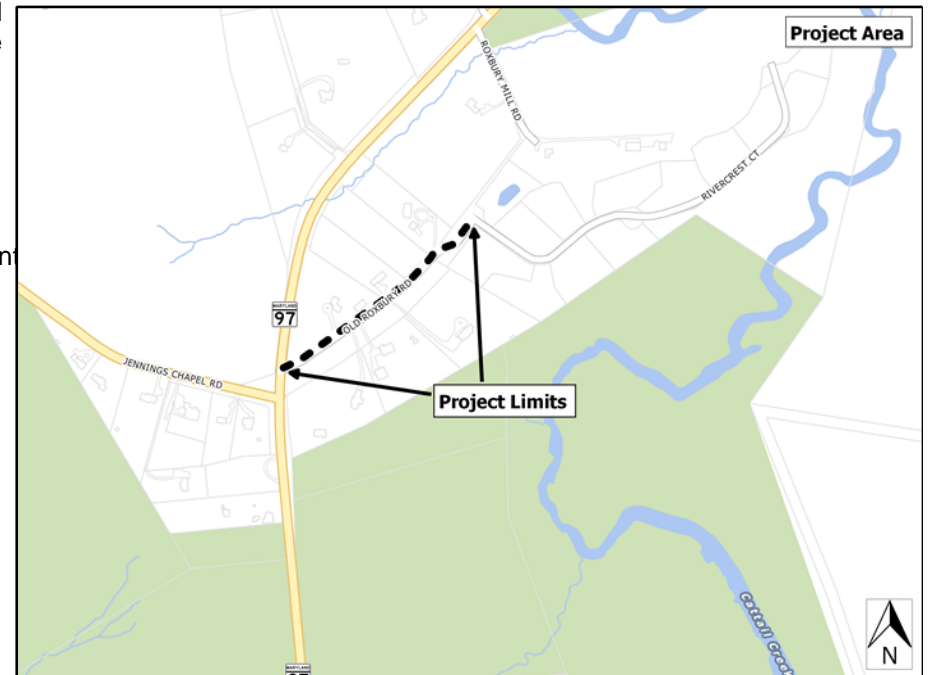 Project Area
ROXBURY MILL RD
RIVERCREST CT
MARYLAND
97
OLD ROXBURY RD
JENNINGS CHAPEL RD
Project Limits
Cattail Creek
N
MARYLAND